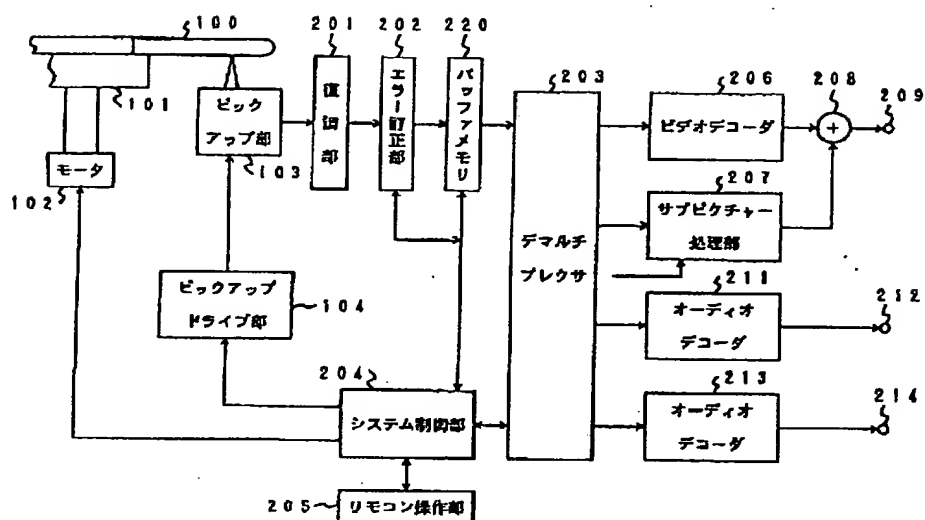 100
101
モータ
102
ピック
アップ部
103
201
復調部
202
エラー訂正部
220
バッファメモリ
203
デマルチ
プレクサ
206
ビデオデコーダ
208
+
209
207
サブピクチャー
処理部
211
オーディオ
デコーダ
212
213
オーディオ
デコーダ
214
ピックアップ
ドライブ部
104
204
システム制御部
205
リモコン操作部